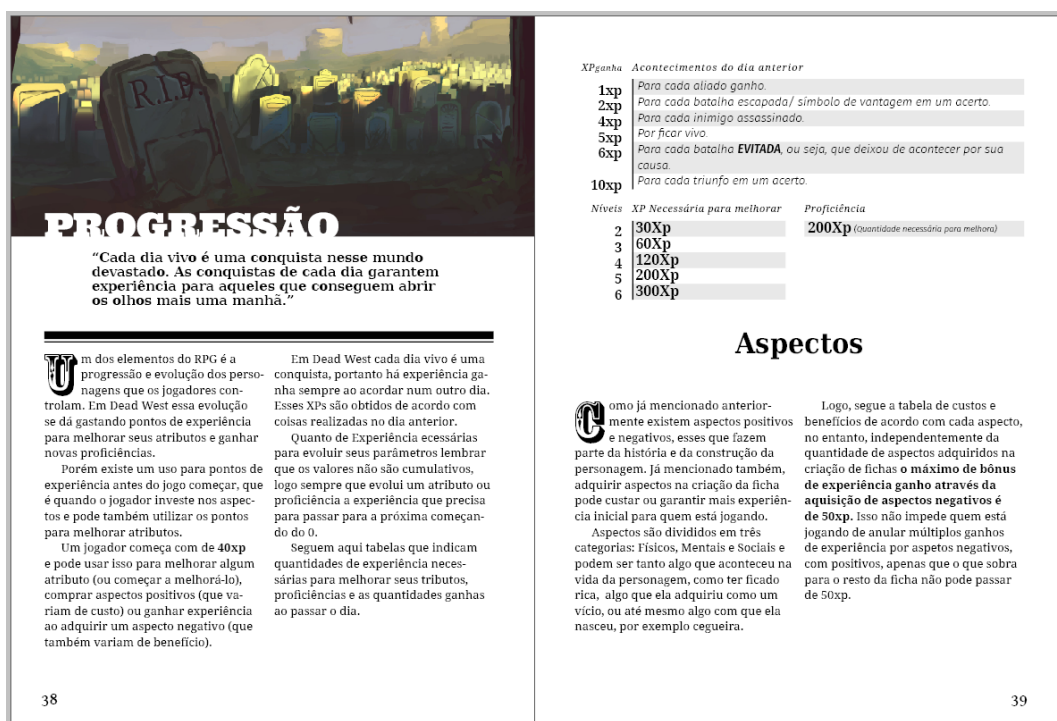 R.I.P.
PROGRESSÃO
“Cada dia vivo é uma conquista nesse mundo
devastado. As conquistas de cada dia garantem
experiência para aqueles que conseguem abrir
os olhos mais uma manhã.”
Um dos elementos do RPG é a
progressão e evolução dos perso-
nagens que os jogadores con-
trolam. Em Dead West essa evolução
se dá gastando pontos de experiência
para melhorar seus atributos e ganhar
novas proficiências.
Porém existe um uso para pontos de
experiência antes do jogo começar, que
é quando o jogador investe nos aspec-
tos e pode também utilizar os pontos
para melhorar atributos.
Um jogador começa com de 40xp
e pode usar isso para melhorar algum
atributo (ou começar a melhorá-lo),
comprar aspectos positivos (que va-
riam de custo) ou ganhar experiência
ao adquirir um aspecto negativo (que
também variam de benefício).
Em Dead West cada dia vivo é uma
conquista, portanto há experiência ga-
nha sempre ao acordar num outro dia.
Esses XPs são obtidos de acordo com
coisas realizadas no dia anterior.
Quanto de Experiência ecessárias
para evoluir seus parâmetros lembrar
que os valores não são cumulativos,
logo sempre que evolui um atributo ou
proficiência a experiência que precisa
para passar para a próxima começan-
do do 0.
Seguem aqui tabelas que indicam
quantidades de experiência neces-
sárias para melhorar seus tributos,
proficiências e as quantidades ganhas
ao passar o dia.
38
XPganha Acontecimentos do dia anterior
1xp Para cada aliado ganho.
2xp Para cada batalha escapada/ símbolo de vantagem em um acerto.
4xp Para cada inimigo assassinado.
5xp Por ficar vivo.
6xp Para cada batalha EVITADA, ou seja, que deixou de acontecer por sua
causa.
10xp Para cada triunfo em um acerto.
Níveis XP Necessária para melhorar Proficiência
2 30Xp 200Xp (Quantidade necessária para melhora)
3 60Xp
4 120Xp
5 200Xp
6 300Xp
Aspectos
Como já mencionado anterior-
mente existem aspectos positivos
e negativos, esses que fazem
parte da história e da construção da
personagem. Já mencionado também,
adquirir aspectos na criação da ficha
pode custar ou garantir mais experiên-
cia inicial para quem está jogando.
Aspectos são divididos em três
categorias: Físicos, Mentais e Sociais e
podem ser tanto algo que aconteceu na
vida da personagem, como ter ficado
rica, algo que ela adquiriu como um
vício, ou até mesmo algo com que ela
nasceu, por exemplo cegueira.
Logo, segue a tabela de custos e
benefícios de acordo com cada aspecto,
no entanto, independentemente da
quantidade de aspectos adquiridos na
criação de fichas o máximo de bônus
de experiência ganho através da
aquisição de aspectos negativos é
de 50xp. Isso não impede quem está
jogando de anular múltiplos ganhos
de experiência por aspetos negativos,
com positivos, apenas que o que sobra
para o resto da ficha não pode passar
de 50xp.
39